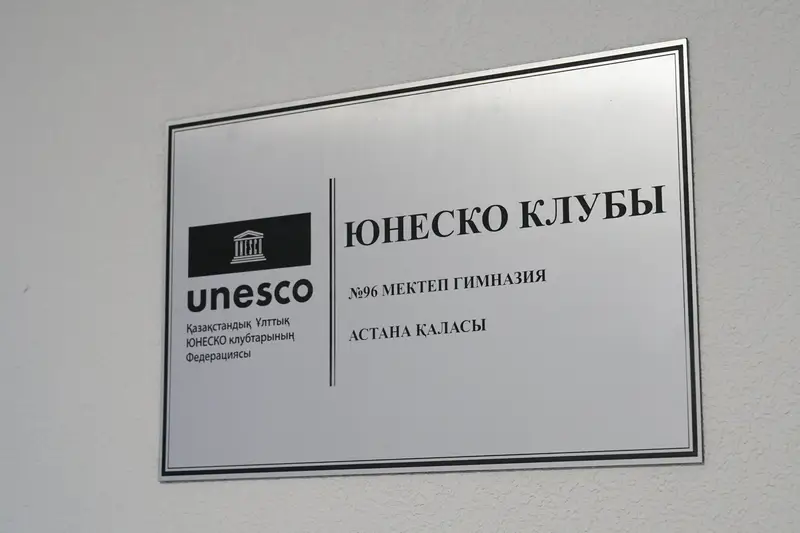 unesco
Қазақстандық Ұлттық
ЮНЕСКО клубтарының
Федерациясы
ЮНЕСКО КЛУБЫ
№96 МЕКТЕП ГИМНАЗИЯ
АСТАНА ҚАЛАСЫ